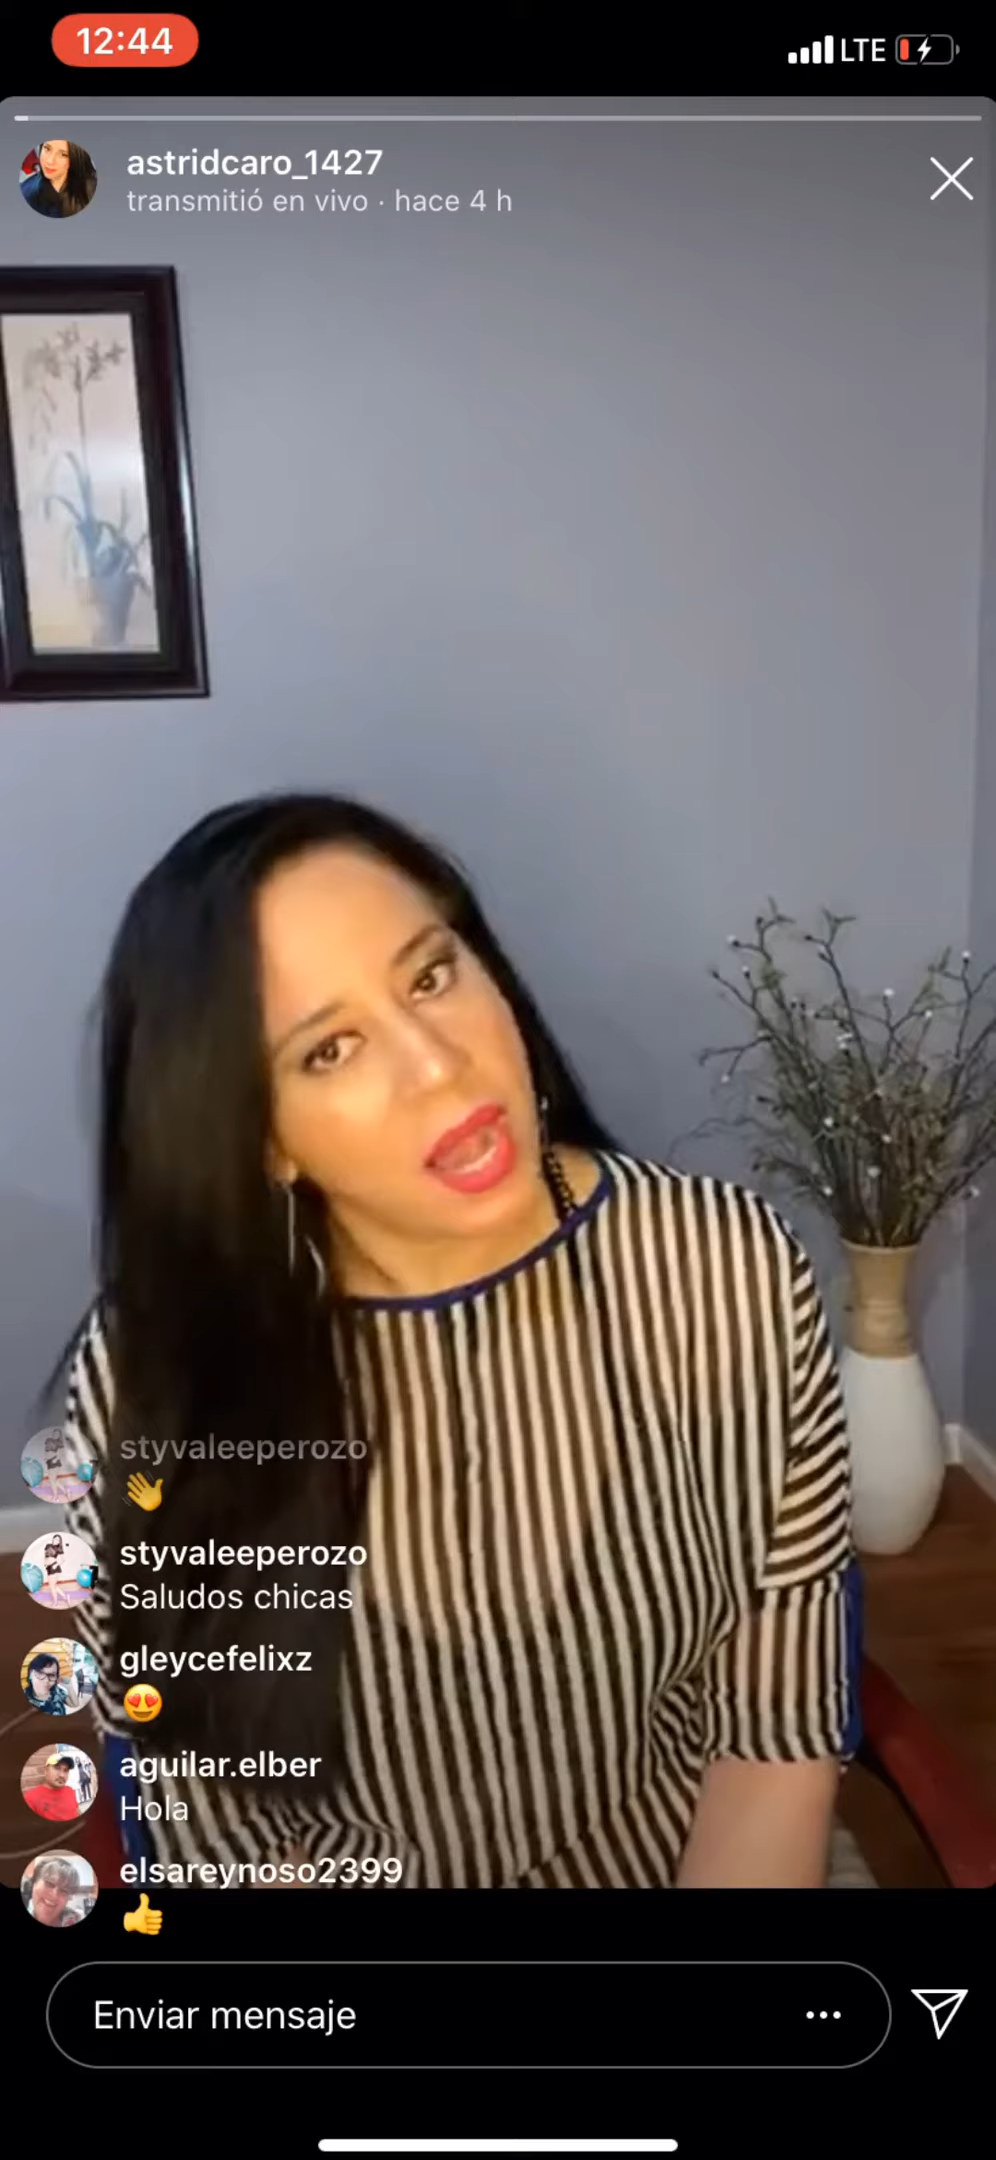 12:44
LTE
astridcaro_1427
transmitió en vivo · hace 4 h
styvaleeperozo
👋
styvaleeperozo
Saludos chicas
gleycefelixz
😍
aguilar.elber
Hola
elsareynoso2399
👍
Enviar mensaje